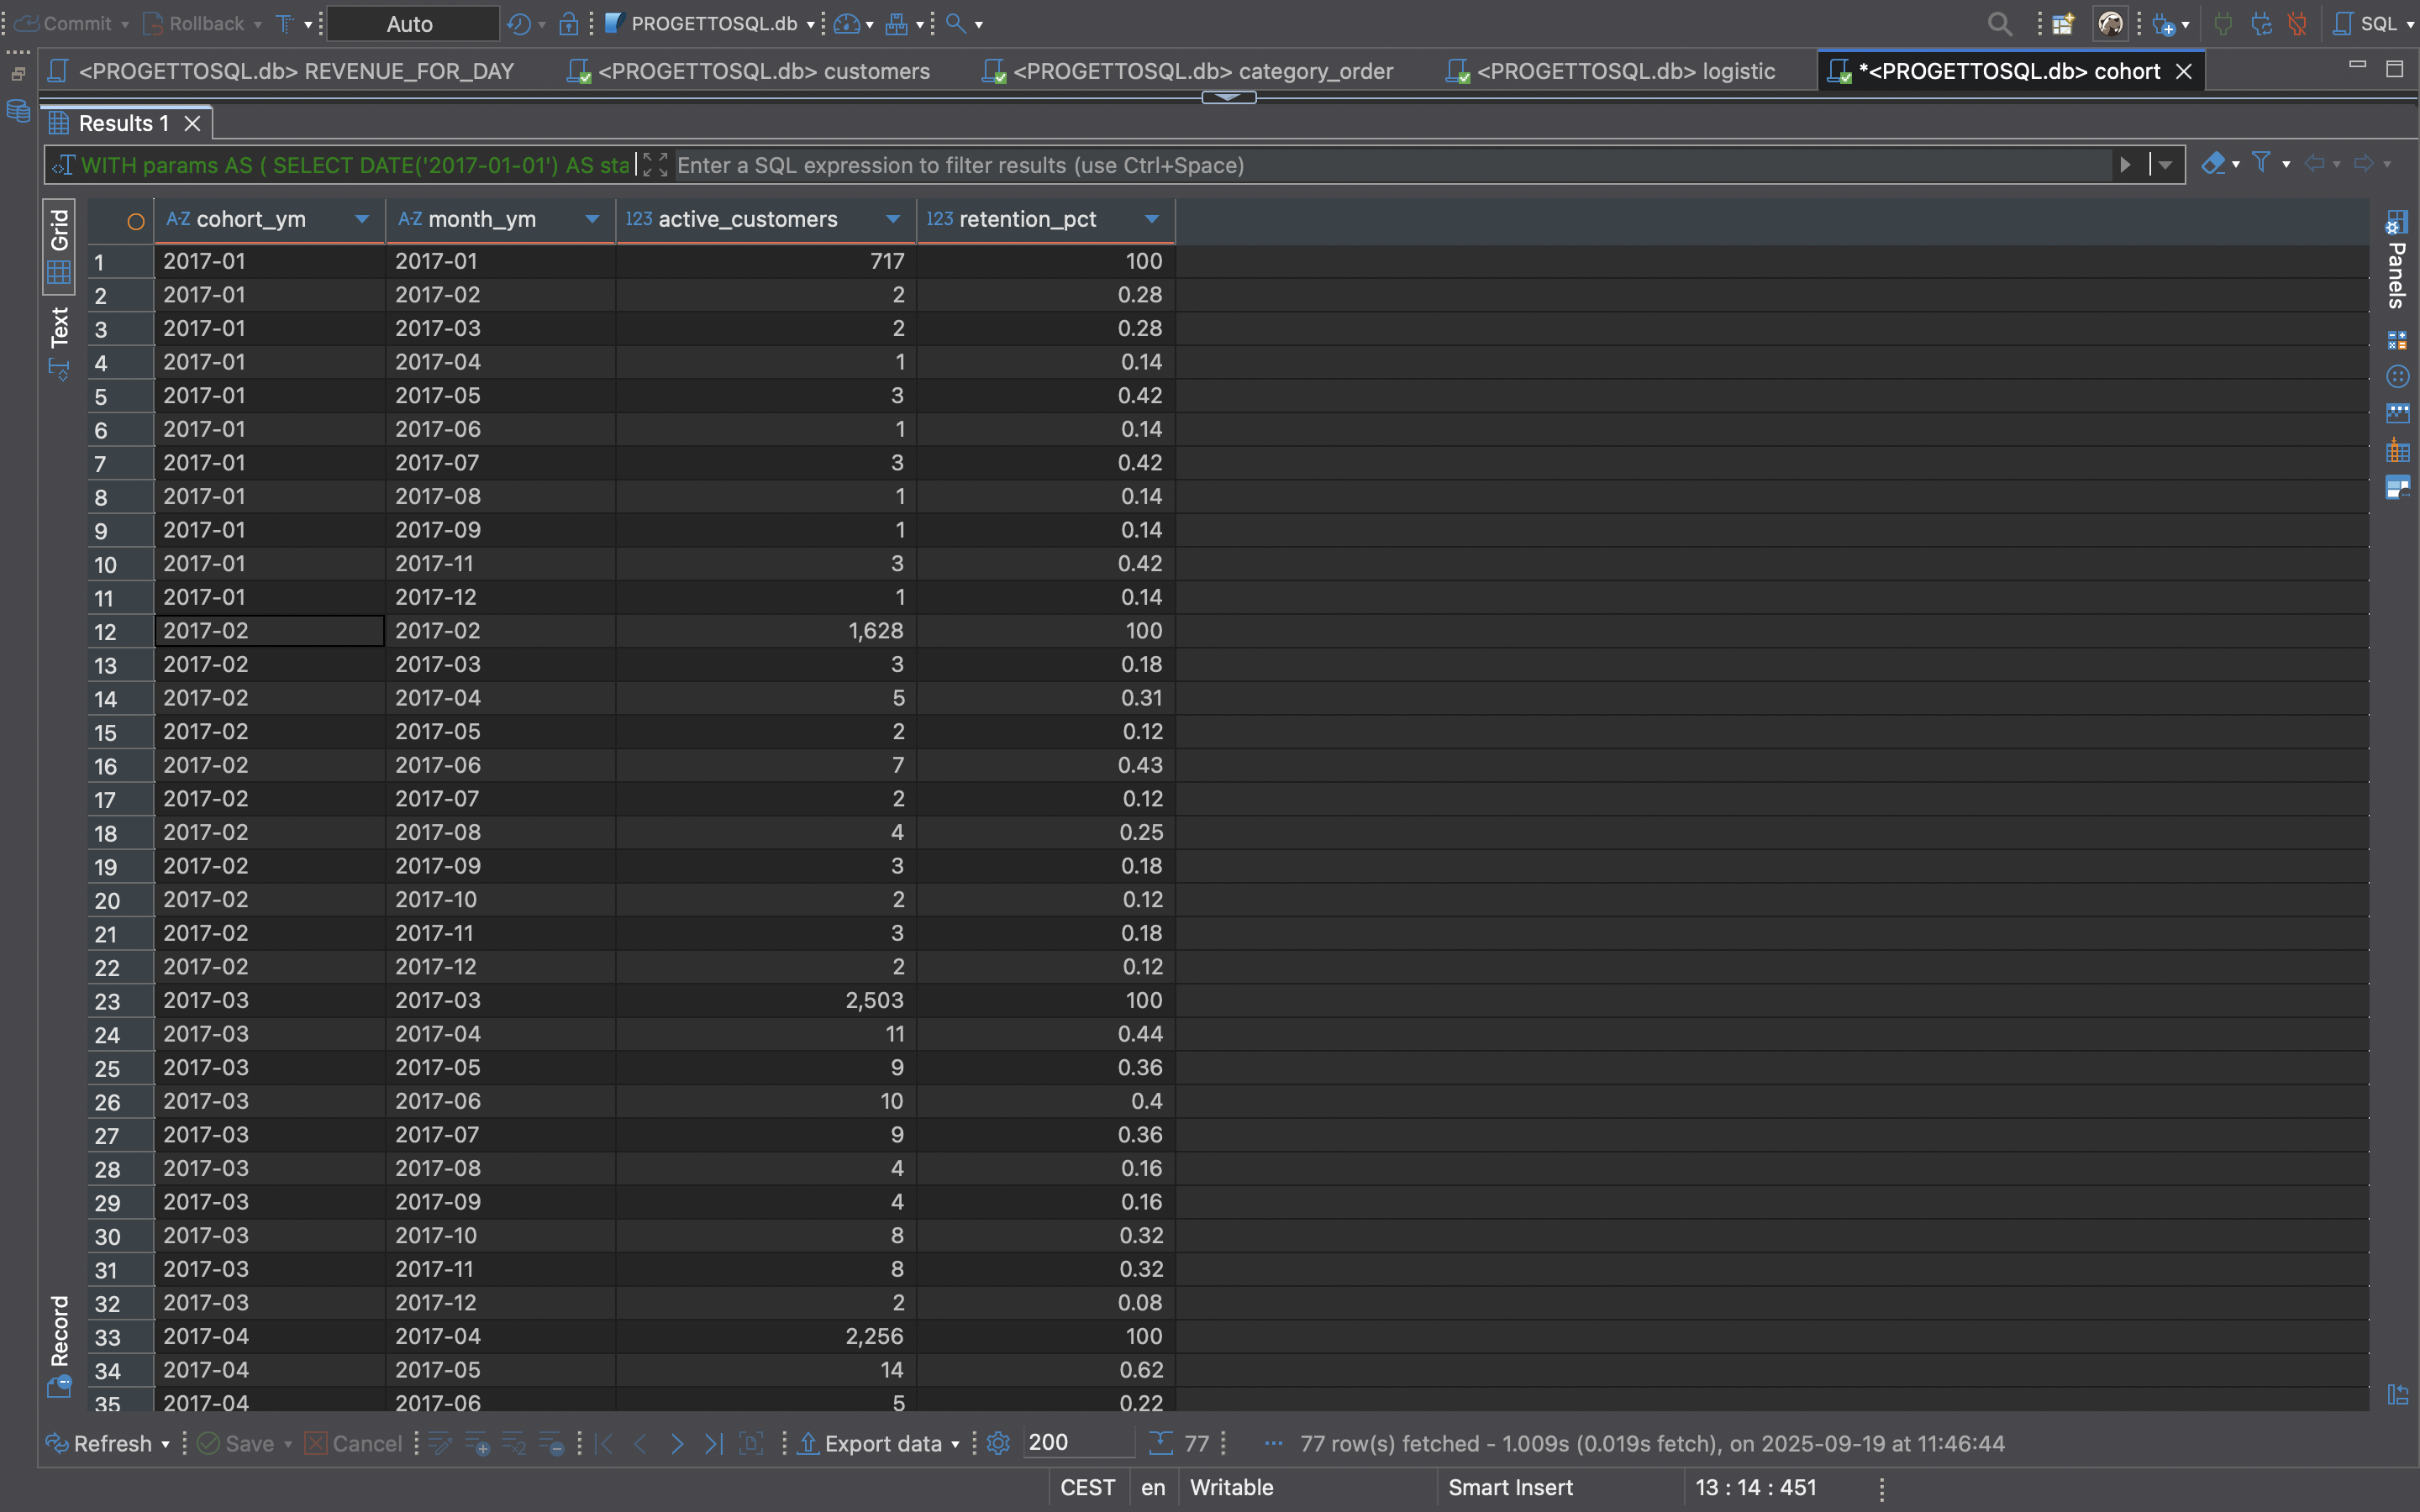 Commit Rollback Auto PROGETTOSQL.db SQL
<PROGETTOSQL.db> REVENUE_FOR_DAY <PROGETTOSQL.db> customers <PROGETTOSQL.db> category_order <PROGETTOSQL.db> logistic *<PROGETTOSQL.db> cohort
Results 1
WITH params AS ( SELECT DATE('2017-01-01') AS sta Enter a SQL expression to filter results (use Ctrl+Space)
Grid
Text
Record
Panels
A-Z cohort_ym A-Z month_ym 123 active_customers 123 retention_pct
1 2017-01 2017-01 717 100
2 2017-01 2017-02 2 0.28
3 2017-01 2017-03 2 0.28
4 2017-01 2017-04 1 0.14
5 2017-01 2017-05 3 0.42
6 2017-01 2017-06 1 0.14
7 2017-01 2017-07 3 0.42
8 2017-01 2017-08 1 0.14
9 2017-01 2017-09 1 0.14
10 2017-01 2017-11 3 0.42
11 2017-01 2017-12 1 0.14
12 2017-02 2017-02 1,628 100
13 2017-02 2017-03 3 0.18
14 2017-02 2017-04 5 0.31
15 2017-02 2017-05 2 0.12
16 2017-02 2017-06 7 0.43
17 2017-02 2017-07 2 0.12
18 2017-02 2017-08 4 0.25
19 2017-02 2017-09 3 0.18
20 2017-02 2017-10 2 0.12
21 2017-02 2017-11 3 0.18
22 2017-02 2017-12 2 0.12
23 2017-03 2017-03 2,503 100
24 2017-03 2017-04 11 0.44
25 2017-03 2017-05 9 0.36
26 2017-03 2017-06 10 0.4
27 2017-03 2017-07 9 0.36
28 2017-03 2017-08 4 0.16
29 2017-03 2017-09 4 0.16
30 2017-03 2017-10 8 0.32
31 2017-03 2017-11 8 0.32
32 2017-03 2017-12 2 0.08
33 2017-04 2017-04 2,256 100
34 2017-04 2017-05 14 0.62
35 2017-04 2017-06 5 0.22
Refresh Save Cancel Export data 200 77 77 row(s) fetched - 1.009s (0.019s fetch), on 2025-09-19 at 11:46:44
CEST en Writable Smart Insert 13 : 14 : 451